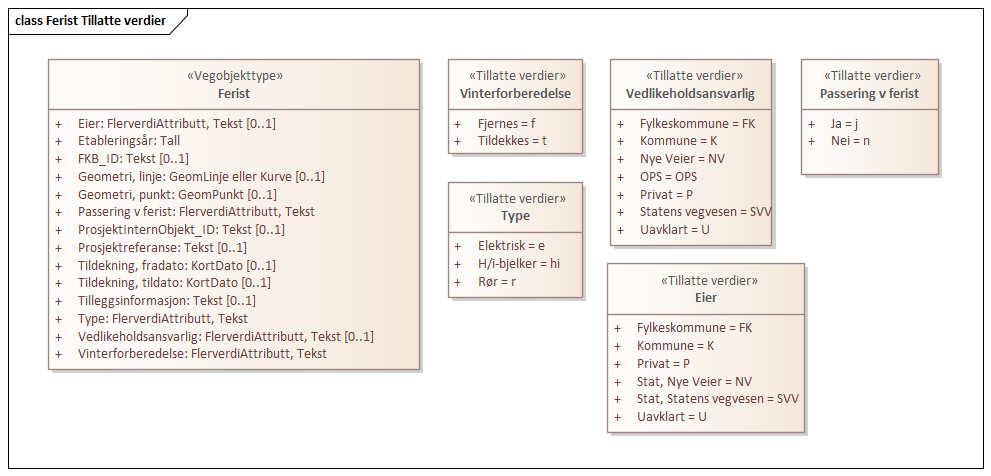 class Ferist Tillatte verdier
«Vegobjekttype»
Ferist
+ Eier: FlerverdiAttributt, Tekst [0..1]
+ Etableringsår: Tall
+ FKB_ID: Tekst [0..1]
+ Geometri, linje: GeomLinje eller Kurve [0..1]
+ Geometri, punkt: GeomPunkt [0..1]
+ Passering v ferist: FlerverdiAttributt, Tekst
+ ProsjektInternObjekt_ID: Tekst [0..1]
+ Prosjektreferanse: Tekst [0..1]
+ Tildekning, fradato: KortDato [0..1]
+ Tildekning, tildato: KortDato [0..1]
+ Tilleggsinformasjon: Tekst [0..1]
+ Type: FlerverdiAttributt, Tekst
+ Vedlikeholdsansvarlig: FlerverdiAttributt, Tekst [0..1]
+ Vinterforberedelse: FlerverdiAttributt, Tekst
«Tillatte verdier»
Vinterforberedelse
+ Fjernes = f
+ Tildekkes = t
«Tillatte verdier»
Type
+ Elektrisk = e
+ H/i-bjelker = hi
+ Rør = r
«Tillatte verdier»
Vedlikeholdsansvarlig
+ Fylkeskommune = FK
+ Kommune = K
+ Nye Veier = NV
+ OPS = OPS
+ Privat = P
+ Statens vegvesen = SVV
+ Uavklart = U
«Tillatte verdier»
Eier
+ Fylkeskommune = FK
+ Kommune = K
+ Privat = P
+ Stat, Nye Veier = NV
+ Stat, Statens vegvesen = SVV
+ Uavklart = U
«Tillatte verdier»
Passering v ferist
+ Ja = j
+ Nei = n